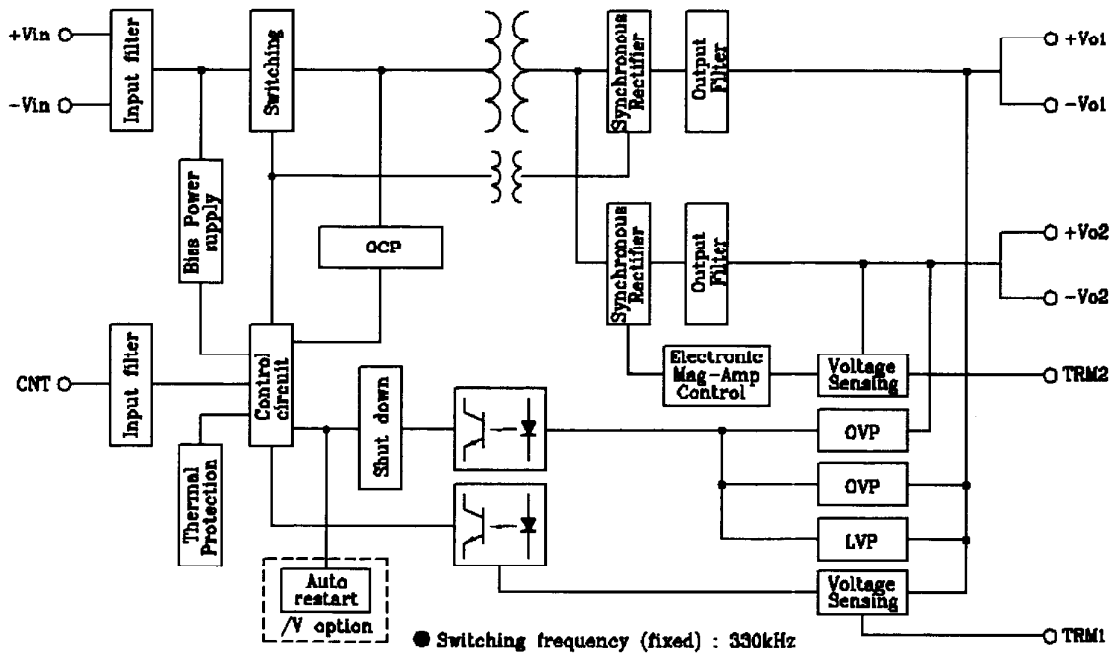 +Vin
-Vin
Input filter
Switching
Synchronous
Rectifier
Output
Filter
+Vo1
-Vo1
Bias Power
supply
OCP
Synchronous
Rectifier
Output
Filter
+Vo2
-Vo2
CNT
Input filter
Control
circuit
Electronic
Mag-Amp
Control
Voltage
Sensing
TRM2
Thermal
Protection
Shut down
OVP
OVP
LVP
Auto
restart
/V option
Voltage
Sensing
TRM1
● Switching frequency (fixed) : 330kHz